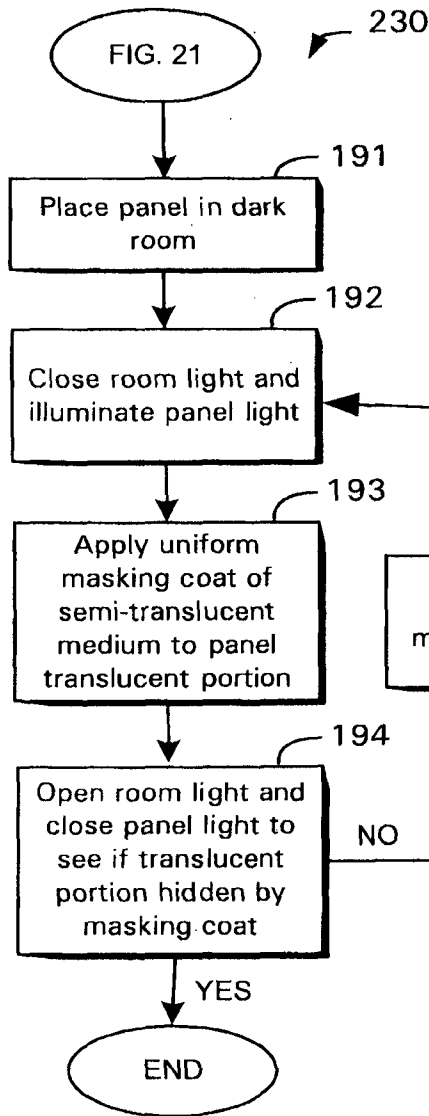 FIG. 21
230
191
Place panel in dark
room
192
Close room light and
illuminate panel light
193
Apply uniform
masking coat of
semi-translucent
medium to panel
translucent portion
m
194
Open room light and
close panel light to
see if translucent
portion hidden by
masking coat
NO
YES
END